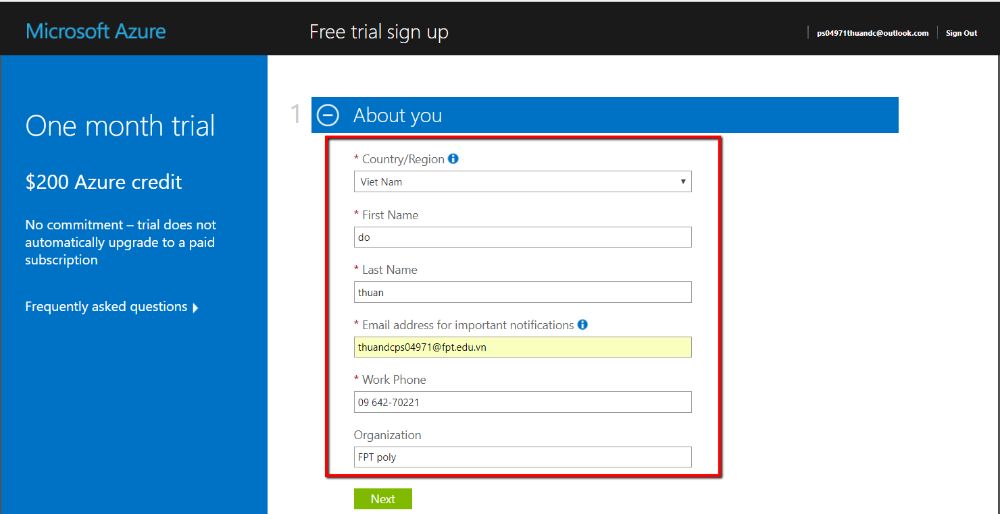 Microsoft Azure
Free trial sign up
ps04971thuandc@outlook.com
Sign Out
One month trial
$200 Azure credit
No commitment – trial does not
automatically upgrade to a paid
subscription
Frequently asked questions
1
About you
* Country/Region
Viet Nam
* First Name
do
* Last Name
thuan
* Email address for important notifications
thuandcps04971@fpt.edu.vn
* Work Phone
09 642-70221
Organization
FPT poly
Next